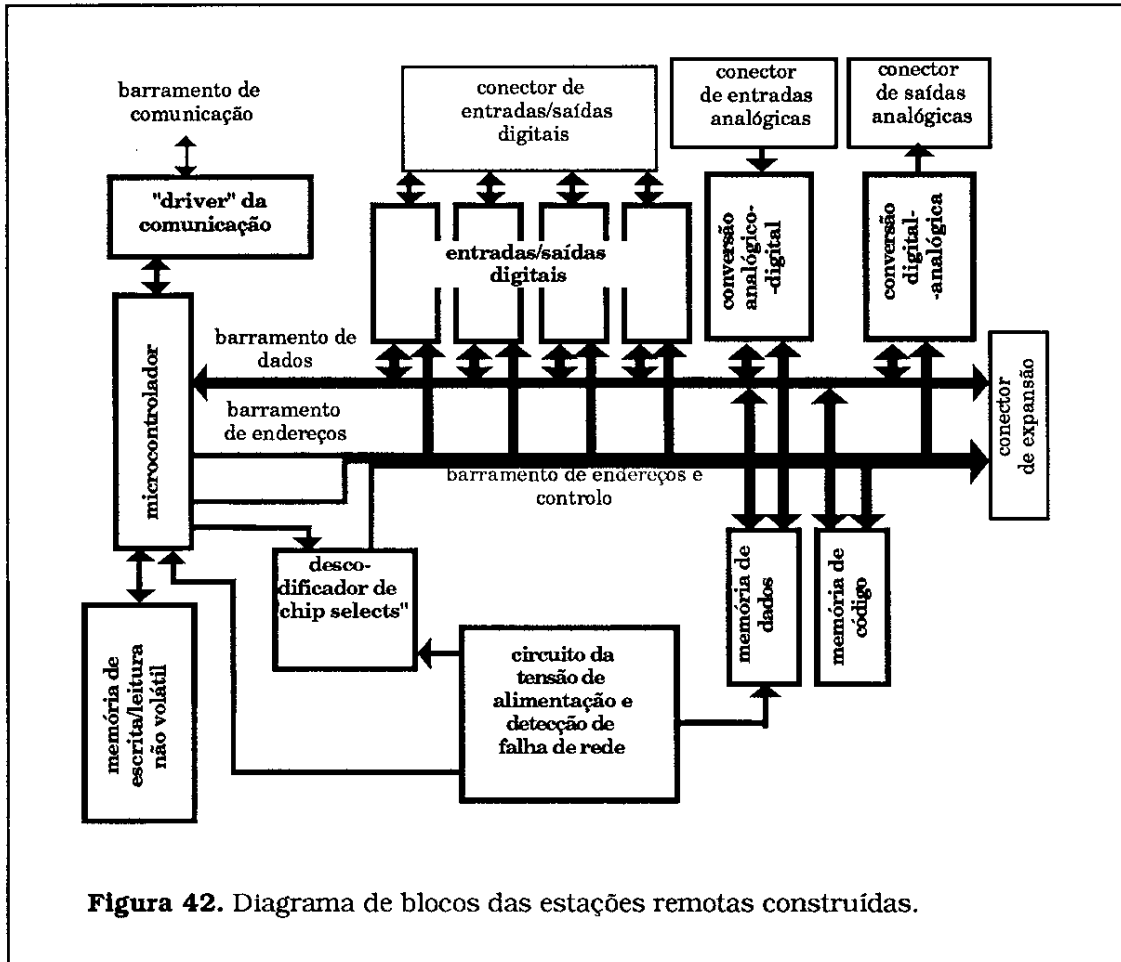 barramento de
comunicação
"driver" da
comunicação
conector de
entradas/saídas
digitais
conector
de entradas
analógicas
conector
de saídas
analógicas
entradas/saídas
digitais
conversão
analógico-
-digital
conversão
digital-
-analógica
microcontrolador
barramento de
dados
barramento
de endereços
barramento de endereços e
controlo
conector
de expansão
desco-
dificador de
"chip selects"
memória de
dados
memória de
código
memória de
escrita/leitura
não volátil
circuito da
tensão de
alimentação e
detecção de
falha de rede
Figura 42. Diagrama de blocos das estações remotas construídas.